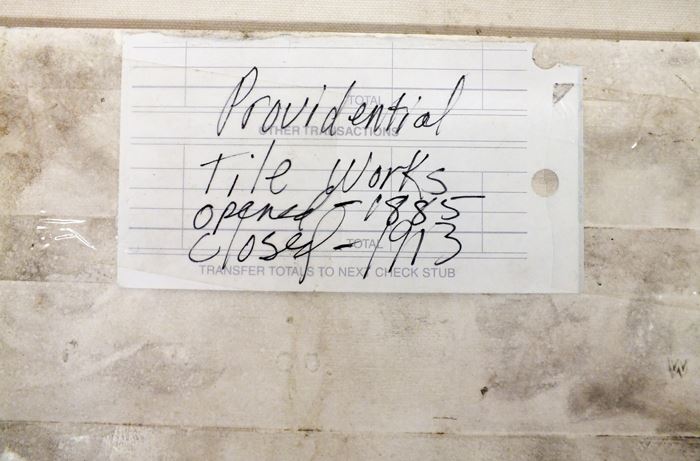 TOTAL
Providential
OTHER TRANSACTIONS
Tile Works
Opened - 1885
Closed - 1913
TOTAL
TRANSFER TOTALS TO NEXT CHECK STUB